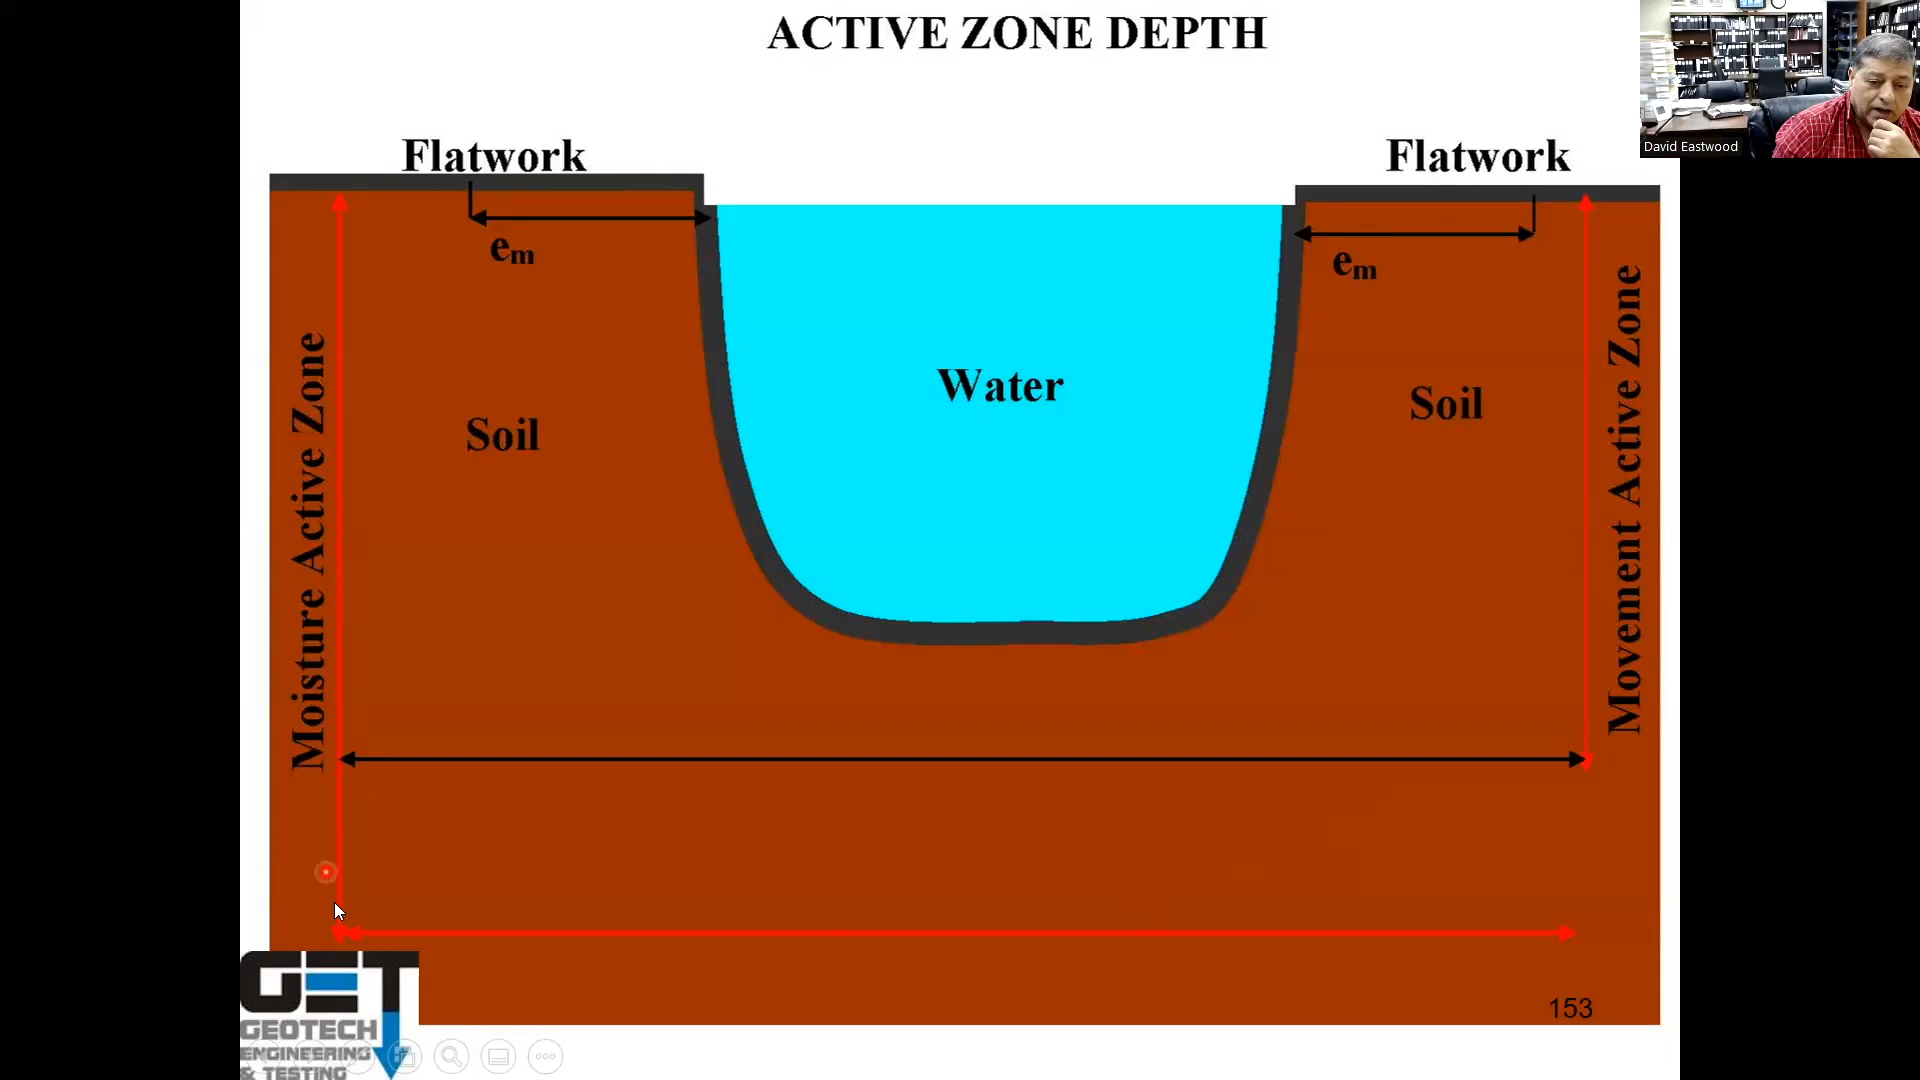 ACTIVE ZONE DEPTH
David Eastwood
Flatwork
Flatwork
em
em
Moisture Active Zone
Soil
Water
Soil
Movement Active Zone
GET
GEOTECH
ENGINEERING
& TESTING
153